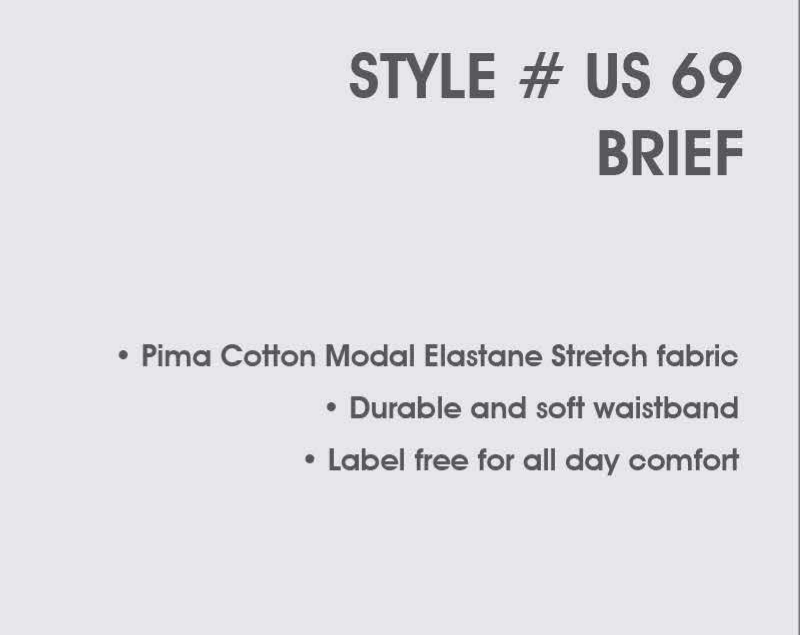 STYLE # US 69
BRIEF
• Pima Cotton Modal Elastane Stretch fabric
• Durable and soft waistband
• Label free for all day comfort